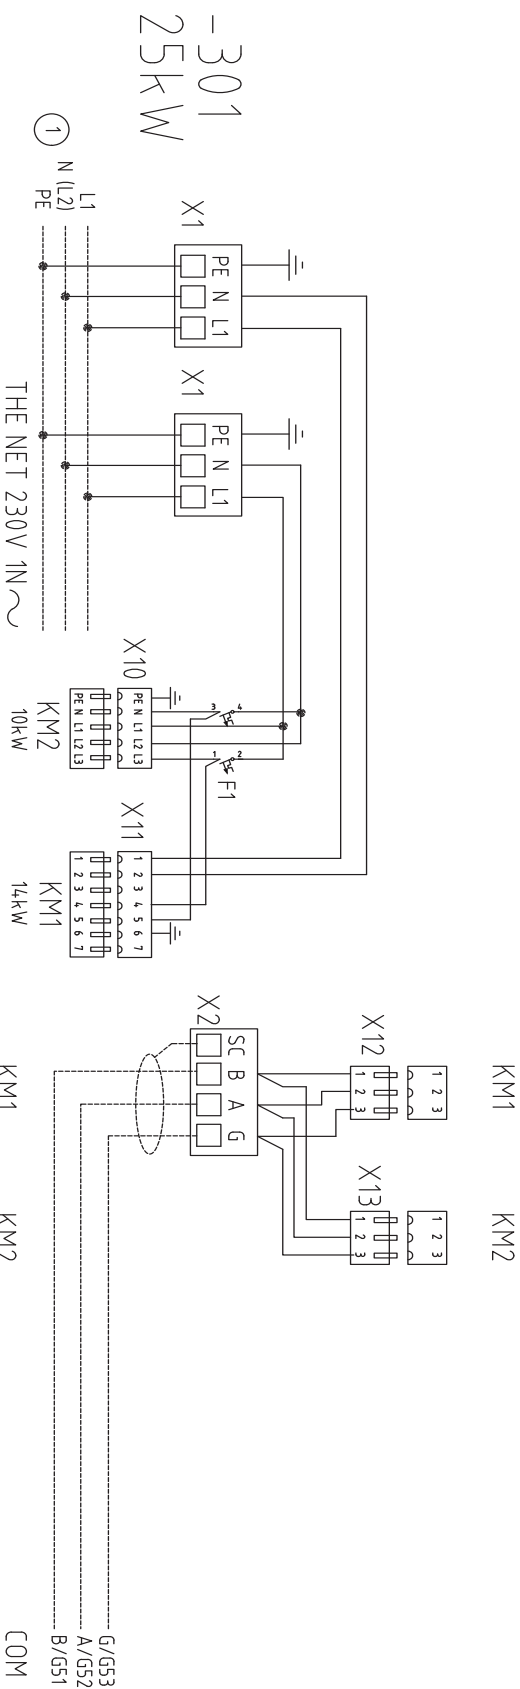 -301
25kW
1
L1
N (L2)
PE
THE NET 230V 1N~
X1
PE N L1
X1
PE N L1
X10
PE N L1 L2 L3
PE N L1 L2 L3
KM2
10kW
3 4
1 2
F1
X11
1 2 3 4 5 6 7
1 2 3 4 5 6 7
KM1
14kW
X2
SC B A G
X12
1 2 3
1 2 3
KM1
X13
1 2 3
1 2 3
KM2
KM1
KM2
G/G53
A/G52
B/G51
COM